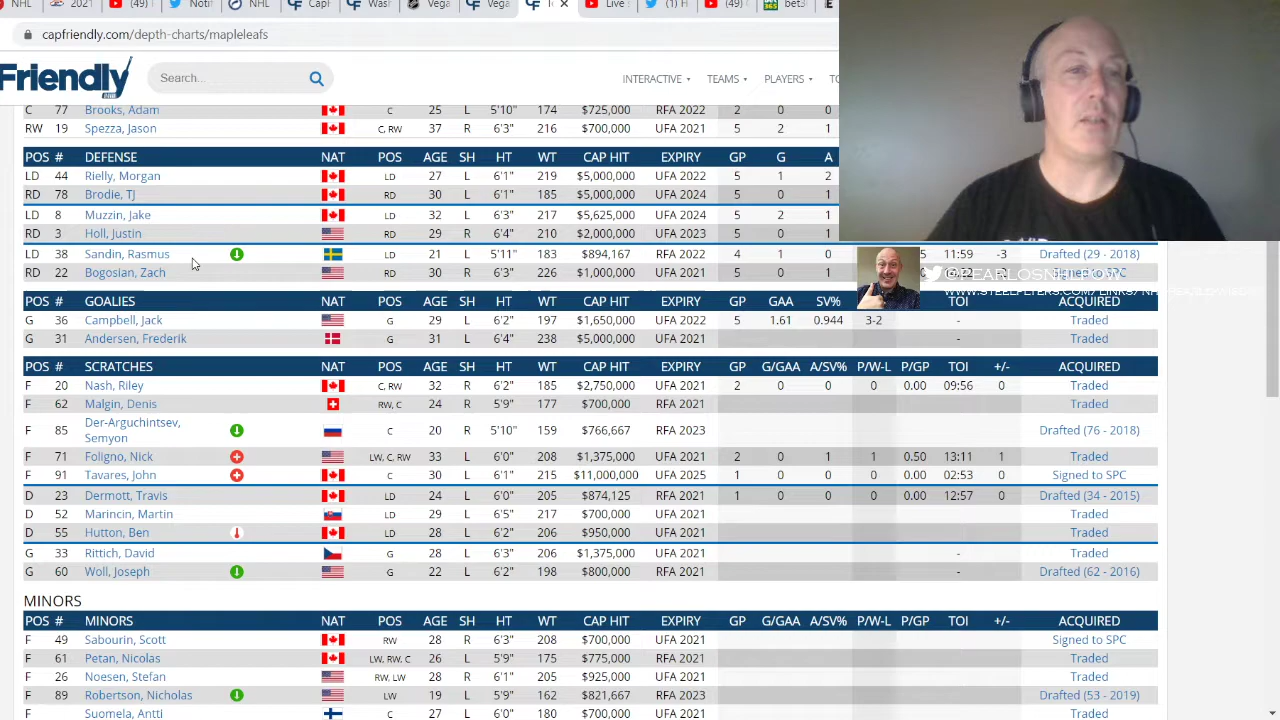 NHL 2021 (49) Notif NHL CapF Wash Vega Vega Live (1) H (49) bet3
capfriendly.com/depth-charts/mapleleafs
Friendly Search... INTERACTIVE TEAMS PLAYERS
C 77 Brooks, Adam C 25 L 5'10" 174 $725,000 RFA 2022 2 0 0
RW 19 Spezza, Jason C, RW 37 R 6'3" 216 $700,000 UFA 2021 5 2 1
POS # DEFENSE NAT POS AGE SH HT WT CAP HIT EXPIRY GP G A
LD 44 Rielly, Morgan LD 27 L 6'1" 219 $5,000,000 UFA 2022 5 1 2
RD 78 Brodie, TJ RD 30 L 6'1" 185 $5,000,000 UFA 2024 5 0 1
LD 8 Muzzin, Jake LD 32 L 6'3" 217 $5,625,000 UFA 2024 5 2 1
RD 3 Holl, Justin RD 29 R 6'4" 210 $2,000,000 UFA 2023 5 0 1
LD 38 Sandin, Rasmus LD 21 L 5'11" 183 $894,167 RFA 2022 4 1 0 5 11:59 -3 Drafted (29 - 2018)
RD 22 Bogosian, Zach RD 30 R 6'3" 226 $1,000,000 UFA 2021 5 0 1 Signed to SPC
POS # GOALIES NAT POS AGE SH HT WT CAP HIT EXPIRY GP GAA SV% TOI ACQUIRED
G 36 Campbell, Jack G 29 L 6'2" 197 $1,650,000 UFA 2022 5 1.61 0.944 3-2 - Traded
G 31 Andersen, Frederik G 31 L 6'4" 238 $5,000,000 UFA 2021 - Traded
POS # SCRATCHES NAT POS AGE SH HT WT CAP HIT EXPIRY GP G/GAA A/SV% P/W-L P/GP TOI +/- ACQUIRED
F 20 Nash, Riley C, RW 32 R 6'2" 185 $2,750,000 UFA 2021 2 0 0 0 0.00 09:56 0 Traded
F 62 Malgin, Denis RW, C 24 R 5'9" 177 $700,000 RFA 2021 Traded
F 85 Der-Arguchintsev, Semyon C 20 R 5'10" 159 $766,667 RFA 2023 Drafted (76 - 2018)
F 71 Foligno, Nick LW, C, RW 33 L 6'0" 208 $1,375,000 UFA 2021 2 0 1 1 0.50 13:11 1 Traded
F 91 Tavares, John C 30 L 6'1" 215 $11,000,000 UFA 2025 1 0 0 0 0.00 02:53 0 Signed to SPC
D 23 Dermott, Travis LD 24 L 6'0" 205 $874,125 RFA 2021 1 0 0 0 0.00 12:57 0 Drafted (34 - 2015)
D 52 Marincin, Martin LD 29 L 6'5" 217 $700,000 UFA 2021 Traded
D 55 Hutton, Ben LD 28 L 6'2" 206 $950,000 UFA 2021 Traded
G 33 Rittich, David G 28 L 6'3" 206 $1,375,000 UFA 2021 - Traded
G 60 Woll, Joseph G 22 L 6'2" 198 $800,000 RFA 2021 - Drafted (62 - 2016)
MINORS
POS # MINORS NAT POS AGE SH HT WT CAP HIT EXPIRY GP G/GAA A/SV% P/W-L P/GP TOI +/- ACQUIRED
F 49 Sabourin, Scott RW 28 R 6'3" 208 $700,000 UFA 2021 Signed to SPC
F 61 Petan, Nicolas LW, RW, C 26 L 5'9" 175 $775,000 UFA 2021 Traded
F 26 Noesen, Stefan RW, LW 28 R 6'1" 205 $925,000 UFA 2021 Traded
F 89 Robertson, Nicholas LW 19 L 5'9" 162 $821,667 RFA 2023 Drafted (53 - 2019)
F Suomela, Antti C 27 L 6'0" 180 $700,000 UFA 2021 Traded